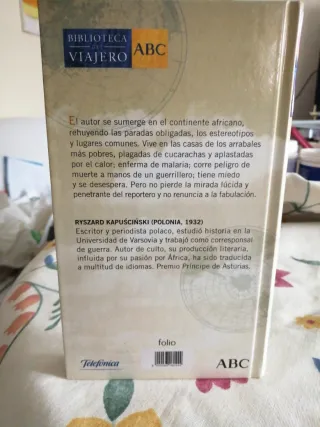 BIBLIOTECA
DEL
VIAJERO
ABC
El autor se sumerge en el continente africano,
rehuyendo las paradas obligadas, los estereotipos
y lugares comunes. Vive en las casas de los arrabales
más pobres, plagadas de cucarachas y aplastadas
por el calor; enferma de malaria; corre peligro de
muerte a manos de un guerrillero; tiene miedo
y se desespera. Pero no pierde la mirada lúcida y
penetrante del reportero y no renuncia a la fabulación.
RYSZARD KAPUŚCIŃSKI (POLONIA, 1932)
Escritor y periodista polaco, estudió historia en la
Universidad de Varsovia y trabajó como corresponsal
de guerra. Autor de culto, su producción literaria,
influida por su pasión por África, ha sido traducida
a multitud de idiomas. Premio Príncipe de Asturias.
folio
Telefónica
ABC